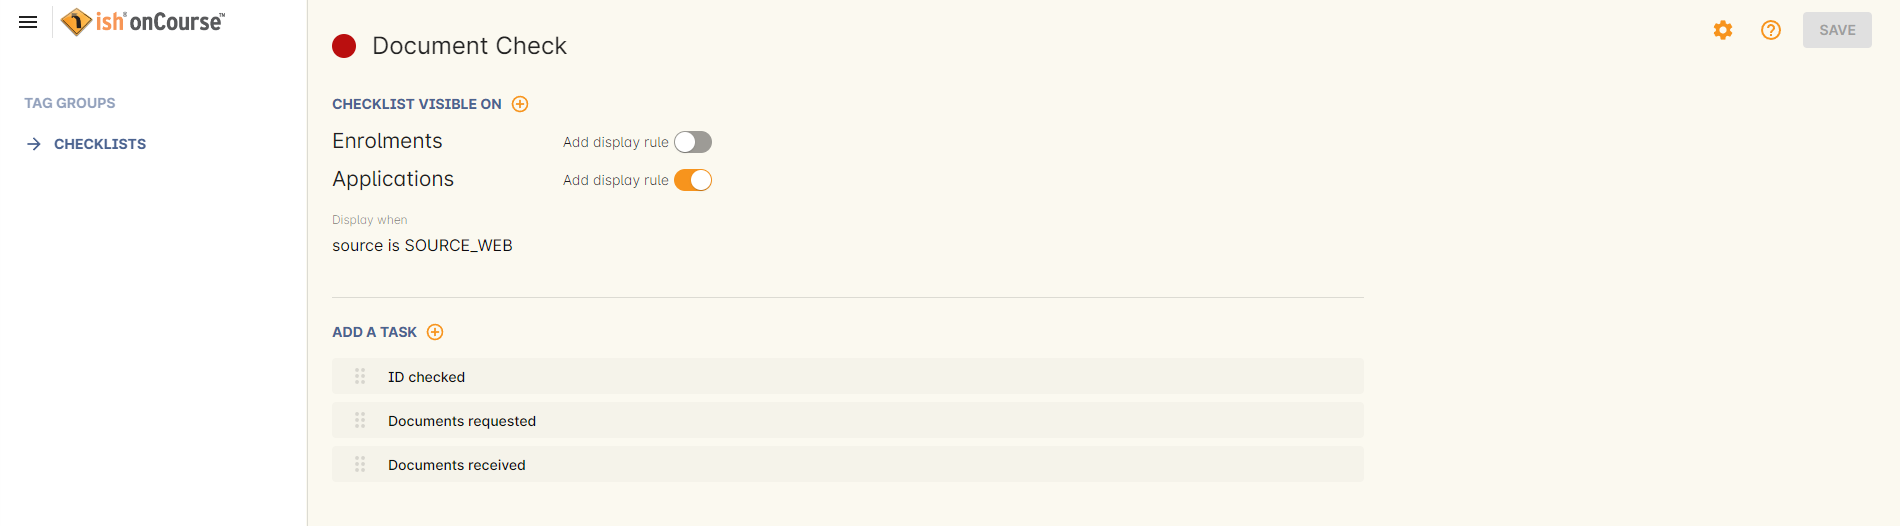 ish® onCourse™
TAG GROUPS
CHECKLISTS
Document Check
SAVE
CHECKLIST VISIBLE ON
Enrolments Add display rule
Applications Add display rule
Display when
source is SOURCE_WEB
ADD A TASK
ID checked
Documents requested
Documents received